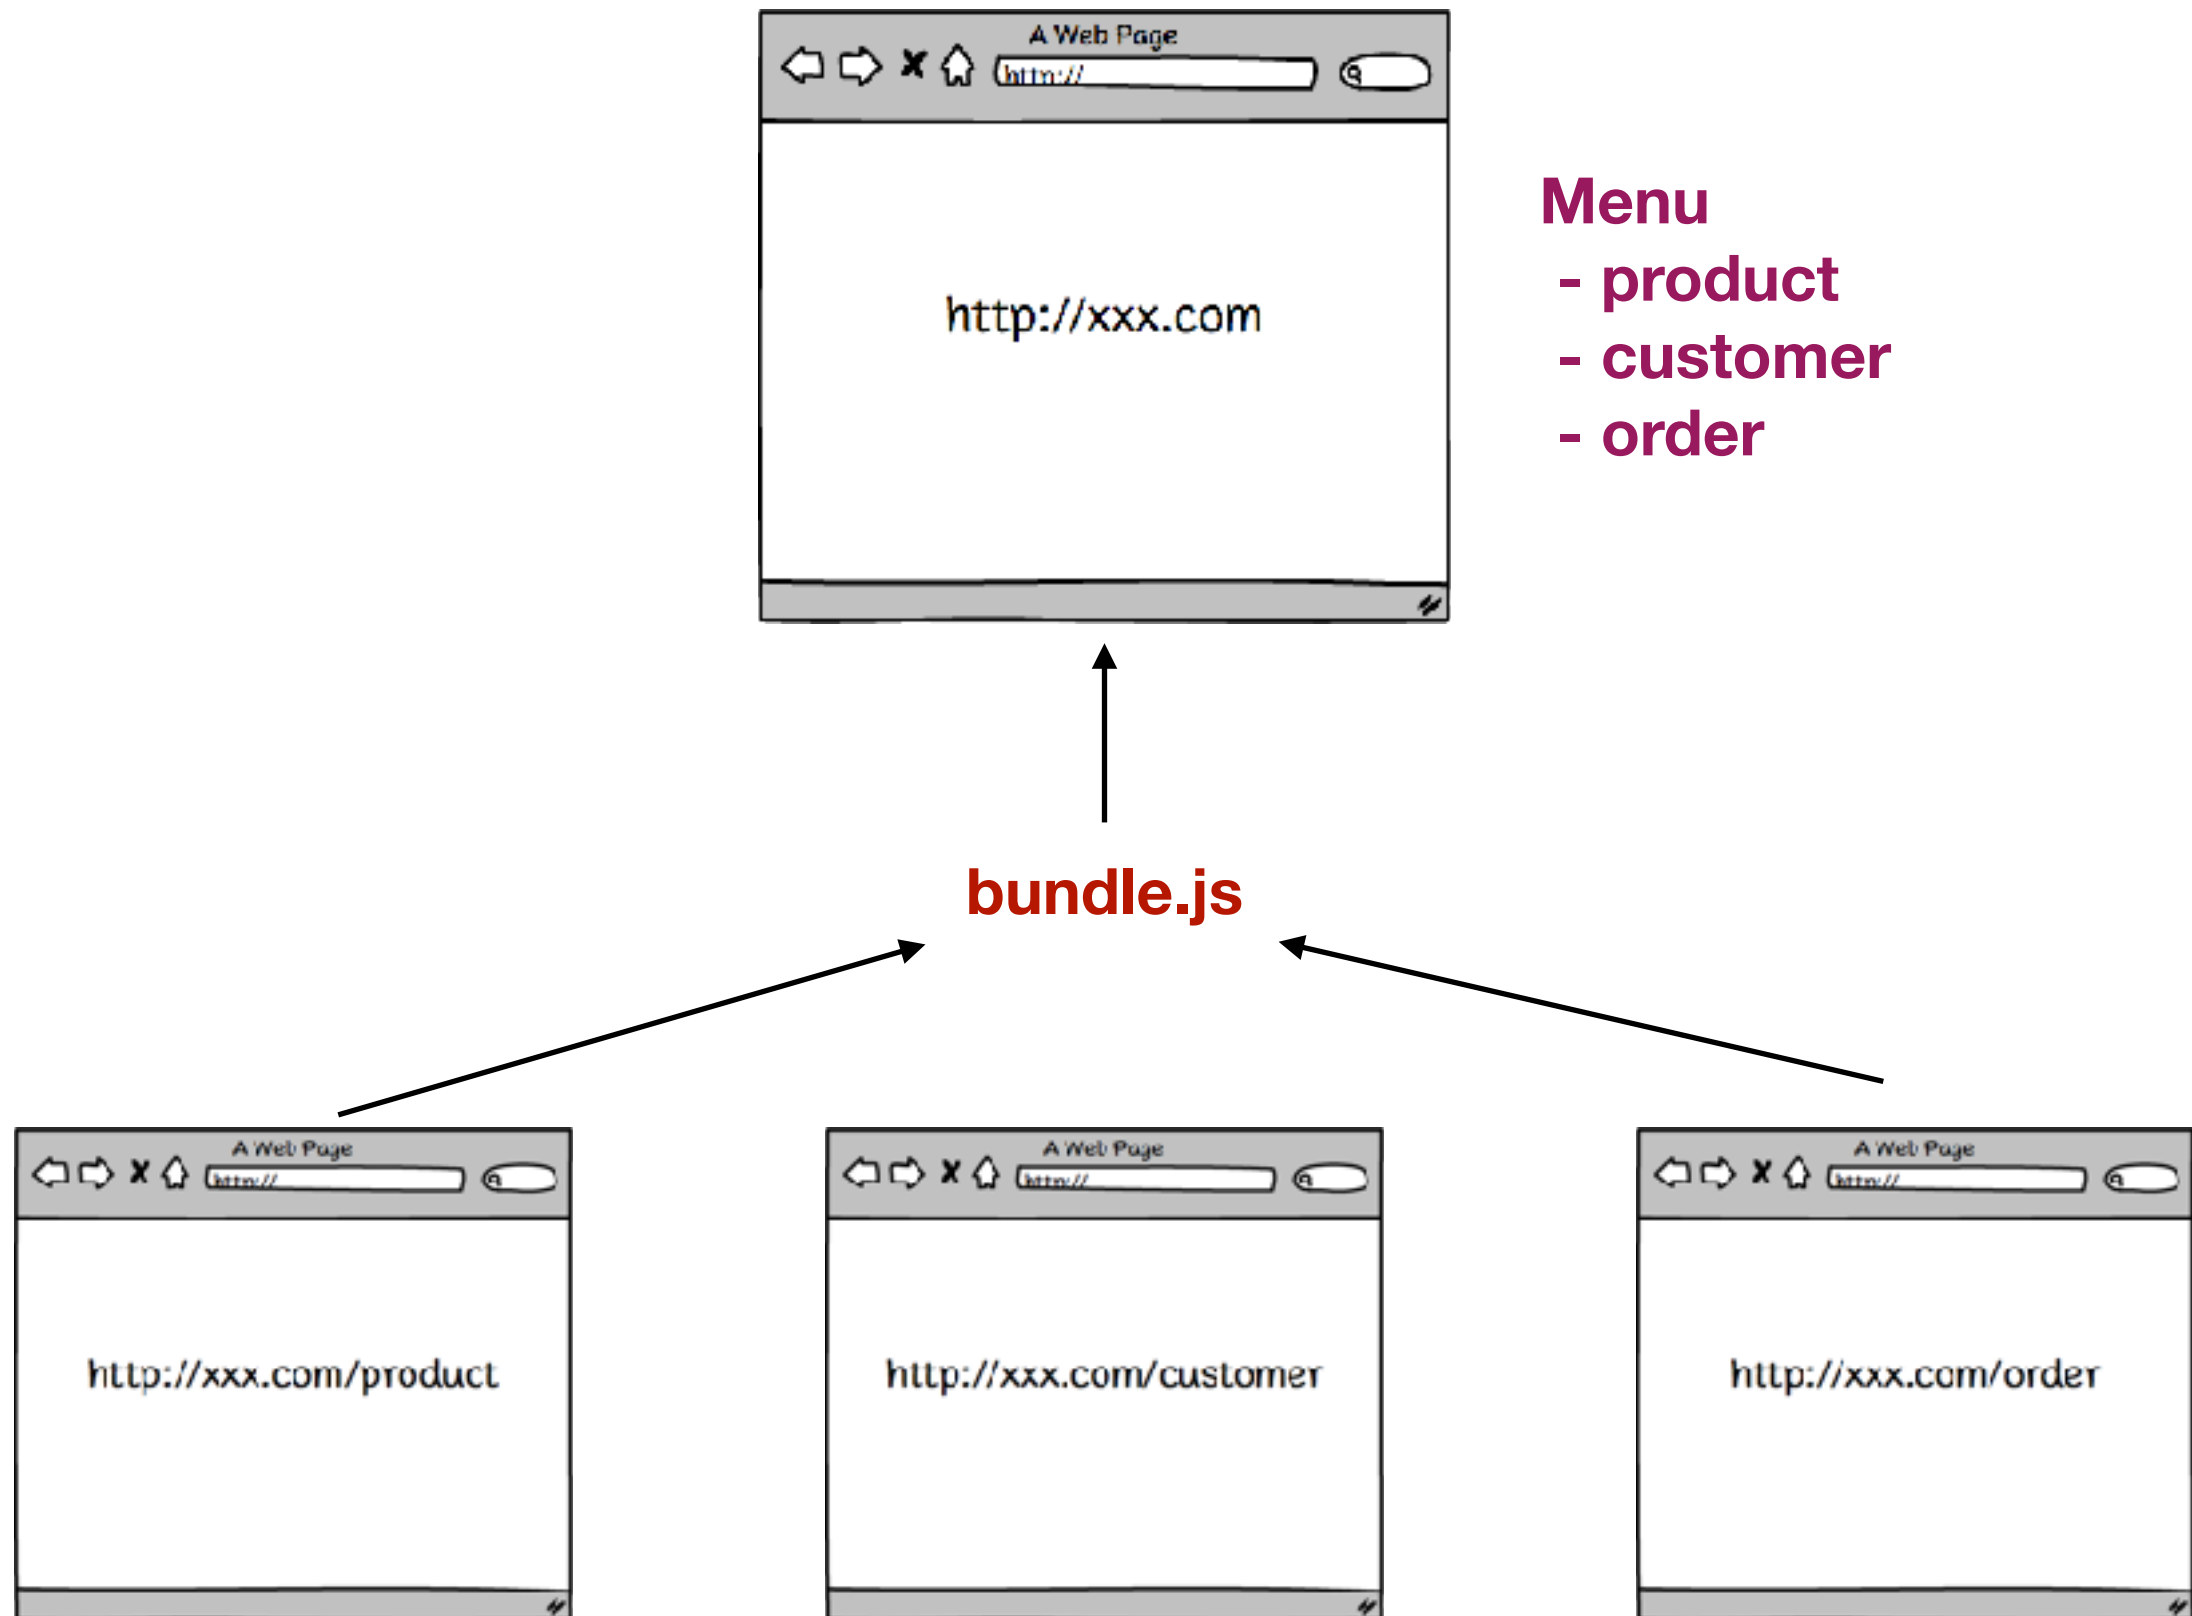 A Web Page
http://
http://xxx.com
Menu
- product
- customer
- order
bundle.js
A Web Page
http://
http://xxx.com/product
A Web Page
http://
http://xxx.com/customer
A Web Page
http://
http://xxx.com/order